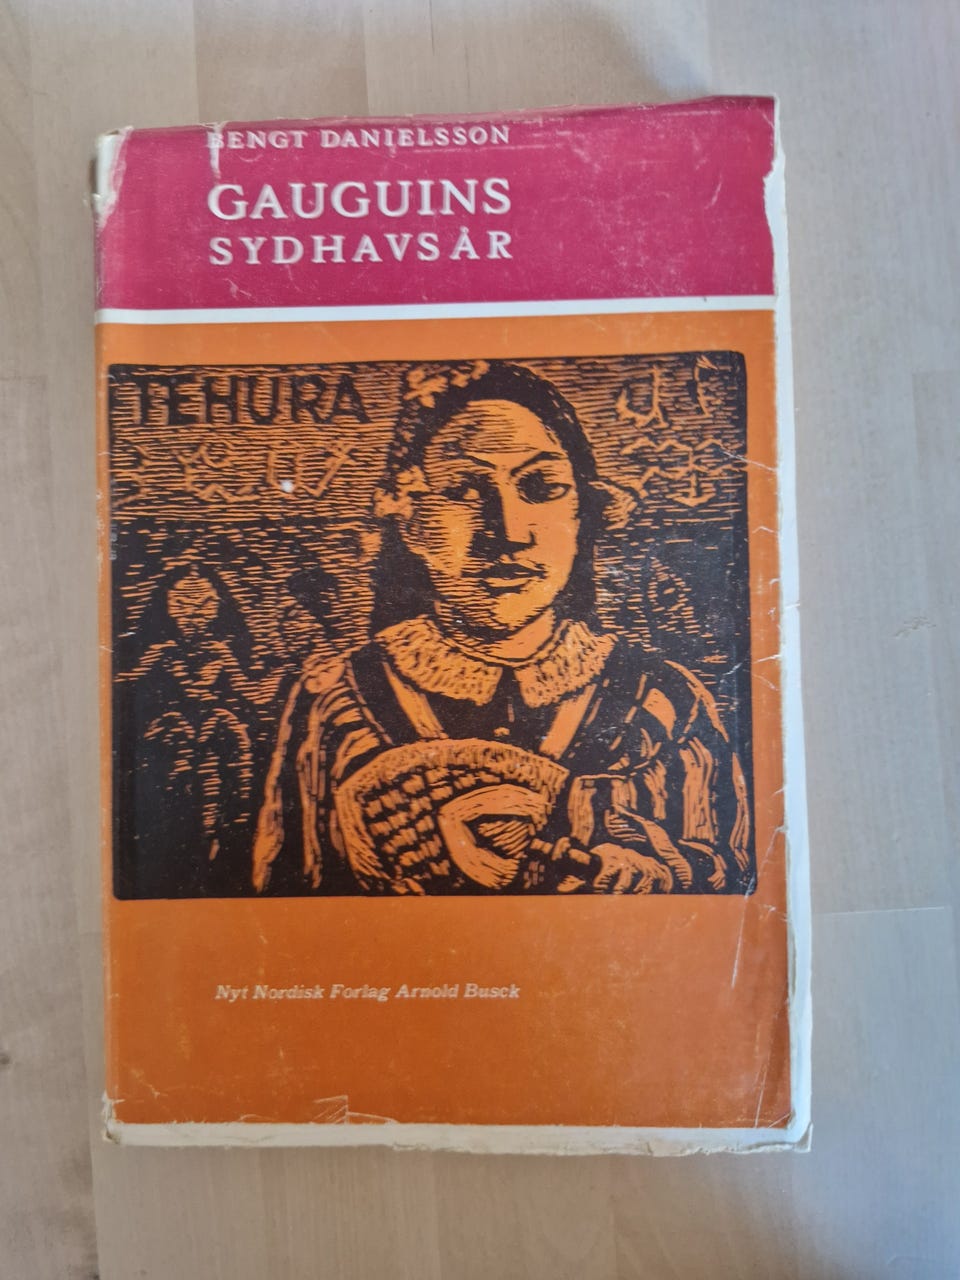 BENGT DANIELSSON
GAUGUINS
SYDHAVSÅR
TEHURA
Nyt Nordisk Forlag Arnold Busck